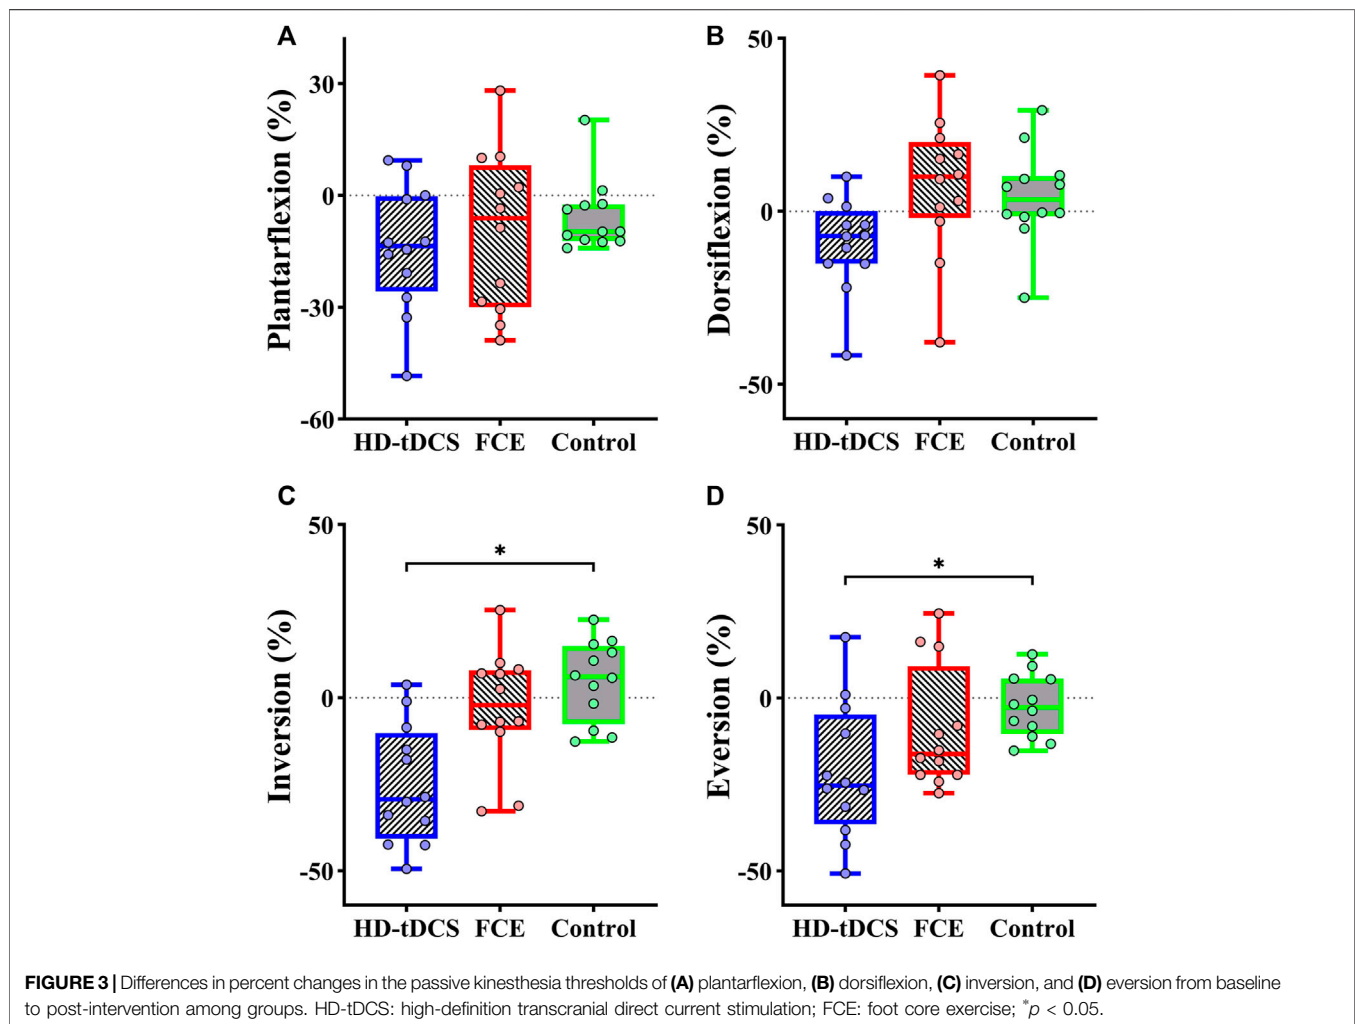 A
Plantarflexion (%)
30
0
-30
-60
HD-tDCS FCE Control
B
Dorsiflexion (%)
50
0
-50
HD-tDCS FCE Control
C
Inversion (%)
50
*
0
-50
HD-tDCS FCE Control
D
Eversion (%)
50
*
0
-50
HD-tDCS FCE Control
FIGURE 3 | Differences in percent changes in the passive kinesthesia thresholds of (A) plantarflexion, (B) dorsiflexion, (C) inversion, and (D) eversion from baseline
to post-intervention among groups. HD-tDCS: high-definition transcranial direct current stimulation; FCE: foot core exercise; *p < 0.05.